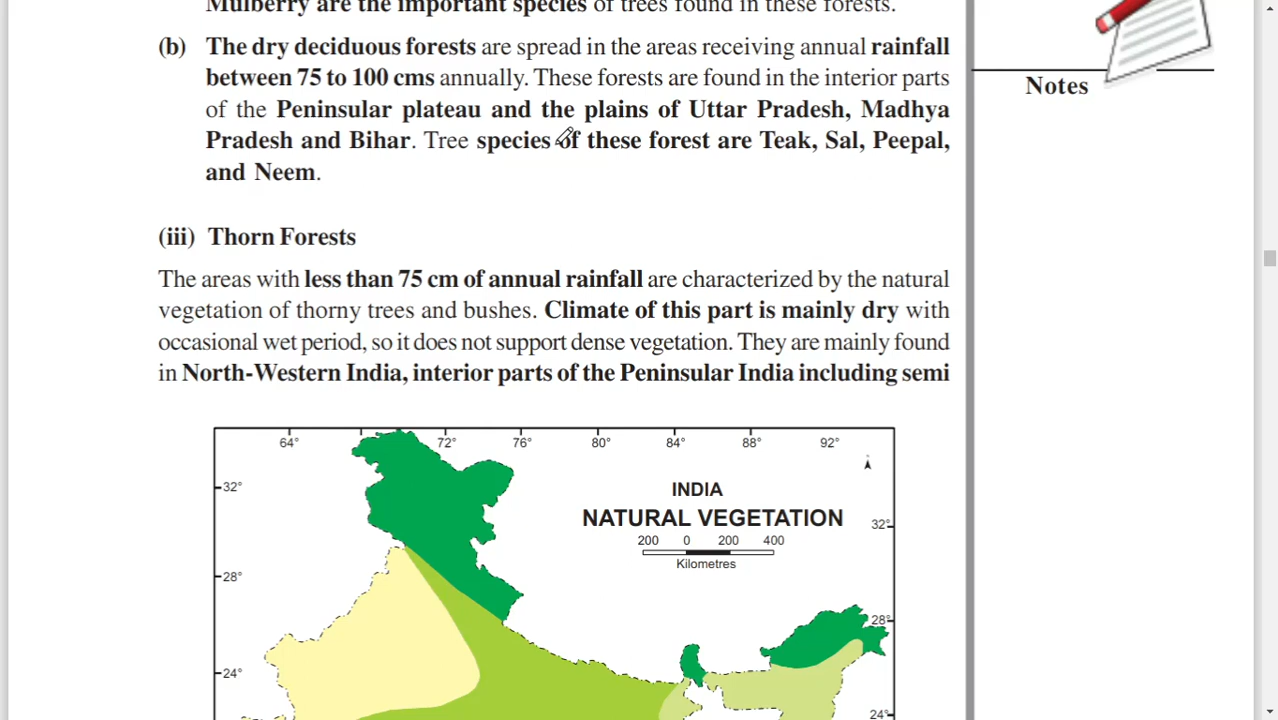 Mulberry are the important species of trees found in these forests.
(b) The dry deciduous forests are spread in the areas receiving annual rainfall
between 75 to 100 cms annually. These forests are found in the interior parts
of the Peninsular plateau and the plains of Uttar Pradesh, Madhya
Pradesh and Bihar. Tree species of these forest are Teak, Sal, Peepal,
and Neem.
Notes
(iii) Thorn Forests
The areas with less than 75 cm of annual rainfall are characterized by the natural
vegetation of thorny trees and bushes. Climate of this part is mainly dry with
occasional wet period, so it does not support dense vegetation. They are mainly found
in North-Western India, interior parts of the Peninsular India including semi
64° 72° 76° 80° 84° 88° 92°
32°
INDIA
NATURAL VEGETATION
32°
200 0 200 400
Kilometres
28°
28°
24°
24°